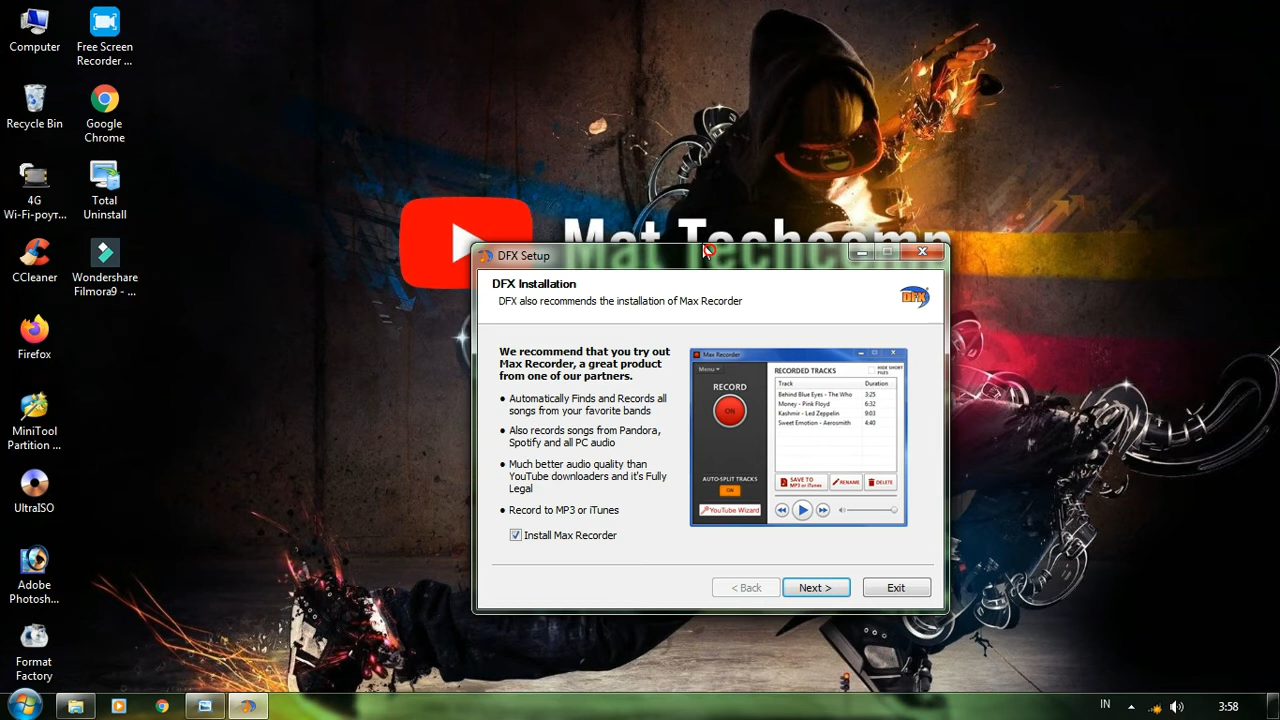 Computer
Free Screen
Recorder ...
Recycle Bin
Google
Chrome
4G
Wi-Fi-роут...
Total
Uninstall
CCleaner
Wondershare
Filmora9 - ...
Firefox
MiniTool
Partition ...
UltraISO
Adobe
Photosh...
Format
Factory
Mat Techcomp
DFX Setup
DFX Installation
DFX also recommends the installation of Max Recorder
DFX
We recommend that you try out
Max Recorder, a great product
from one of our partners.
• Automatically Finds and Records all
songs from your favorite bands
• Also records songs from Pandora,
Spotify and all PC audio
• Much better audio quality than
YouTube downloaders and it's Fully
Legal
• Record to MP3 or iTunes
Install Max Recorder
Max Recorder
Menu
RECORD
ON
AUTO-SPLIT TRACKS
ON
YouTube Wizard
RECORDED TRACKS
HIDE SHORT
FILES
Track Duration
Behind Blue Eyes - The Who 3:25
Money - Pink Floyd 6:32
Kashmir - Led Zeppelin 9:03
Sweet Emotion - Aerosmith 4:40
SAVE TO
MP3 or iTunes
RENAME
DELETE
< Back
Next >
Exit
IN
3:58